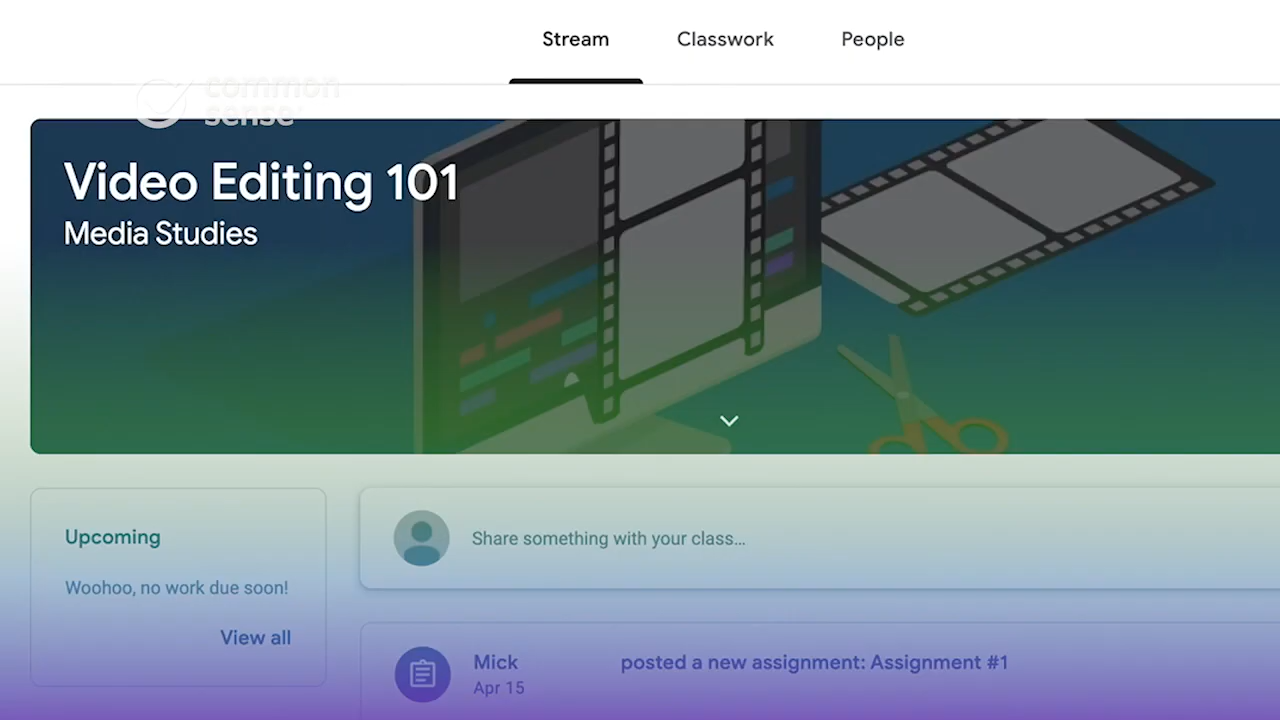 Stream Classwork People
common
sense
Video Editing 101
Media Studies
Upcoming
Woohoo, no work due soon!
View all
Share something with your class...
Mick posted a new assignment: Assignment #1
Apr 15